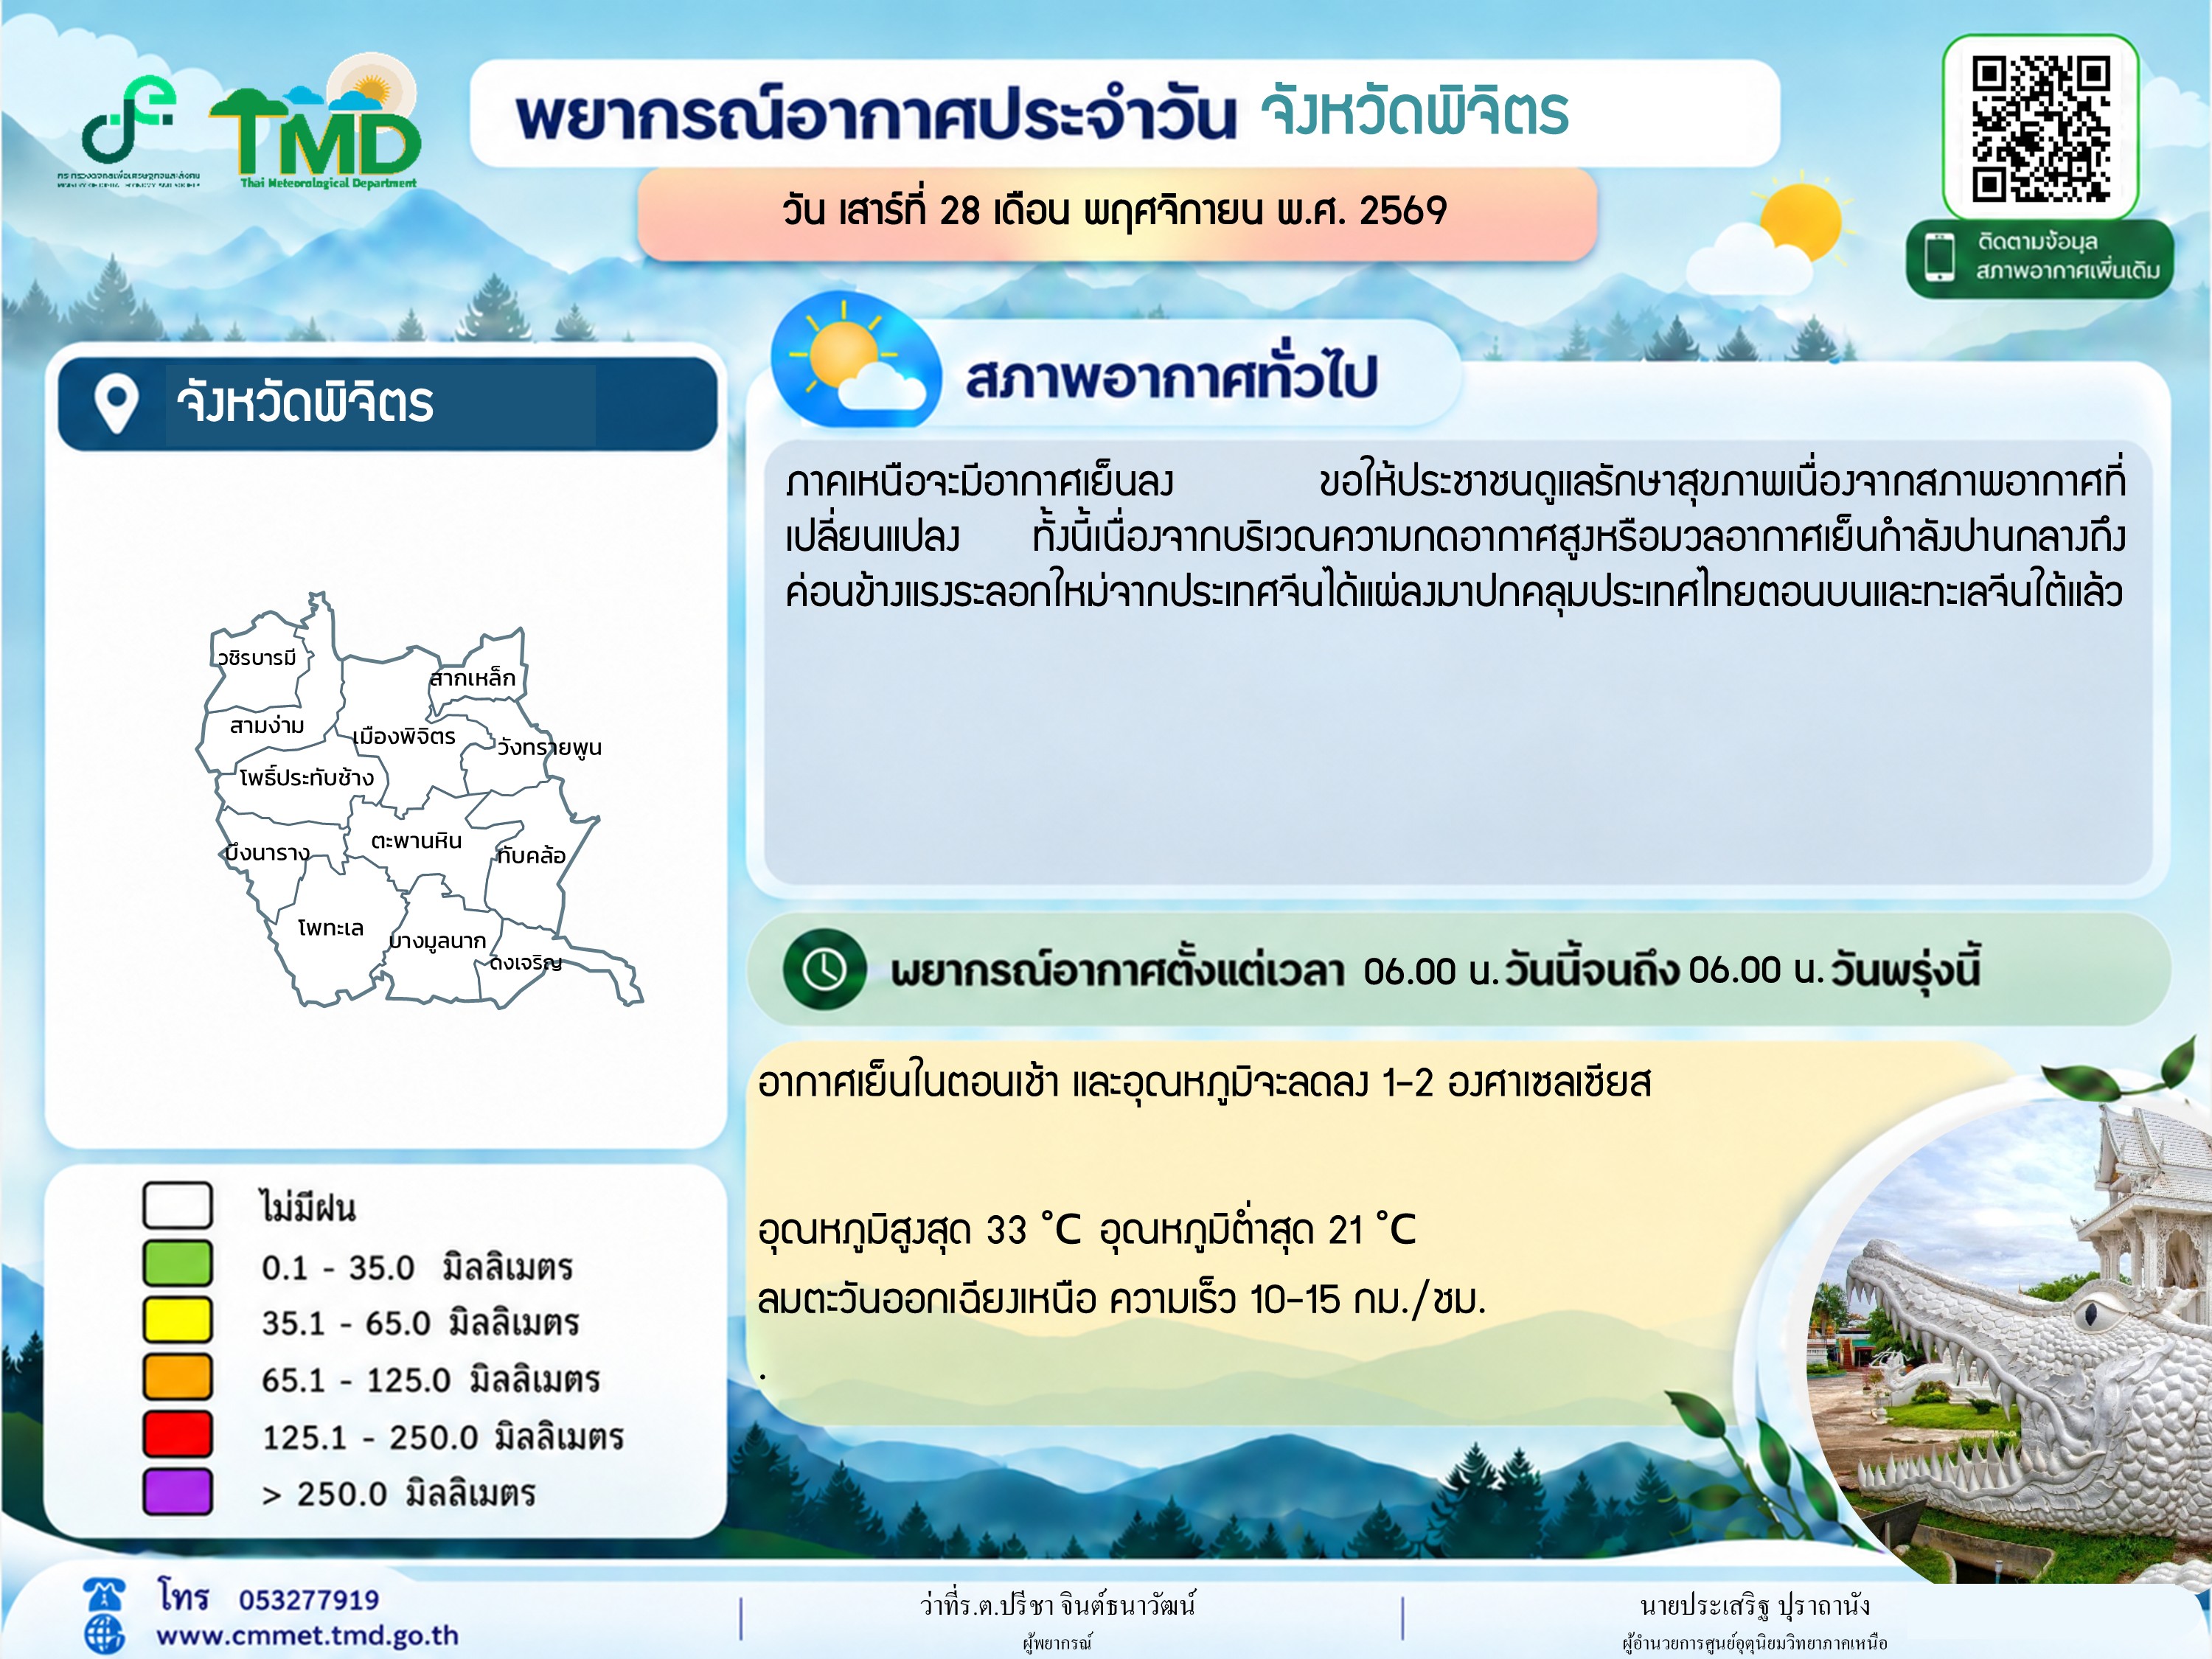 Thai Meteorological Department
TMD
พยากรณ์อากาศประจำวัน จังหวัดพิจิตร
วัน เสาร์ที่ 28 เดือน พฤศจิกายน พ.ศ. 2569
ติดตามข้อมูล
สภาพอากาศเพิ่มเติม
จังหวัดพิจิตร
วชิรบารมี
สากเหล็ก
สามง่าม
เมืองพิจิตร
วังทรายพูน
โพธิ์ประทับช้าง
ตะพานหิน
บึงนาราง
ทับคล้อ
โพทะเล
บางมูลนาก
ดงเจริญ
ไม่มีฝน
0.1 - 35.0 มิลลิเมตร
35.1 - 65.0 มิลลิเมตร
65.1 - 125.0 มิลลิเมตร
125.1 - 250.0 มิลลิเมตร
> 250.0 มิลลิเมตร
สภาพอากาศทั่วไป
ภาคเหนือจะมีอากาศเย็นลง ขอให้ประชาชนดูแลรักษาสุขภาพเนื่องจากสภาพอากาศที่
เปลี่ยนแปลง ทั้งนี้เนื่องจากบริเวณความกดอากาศสูงหรือมวลอากาศเย็นกำลังปานกลางถึง
ค่อนข้างแรงระลอกใหม่จากประเทศจีนได้แผ่ลงมาปกคลุมประเทศไทยตอนบนและทะเลจีนใต้แล้ว
พยากรณ์อากาศตั้งแต่เวลา 06.00 น. วันนี้จนถึง 06.00 น. วันพรุ่งนี้
อากาศเย็นในตอนเช้า และอุณหภูมิจะลดลง 1-2 องศาเซลเซียส
อุณหภูมิสูงสุด 33 °C อุณหภูมิต่ำสุด 21 °C
ลมตะวันออกเฉียงเหนือ ความเร็ว 10-15 กม./ชม.
.
โทร 053277919
www.cmmet.tmd.go.th
ว่าที่ร.ต.ปรีชา จินต์ธนาวัฒน์
ผู้พยากรณ์
นายประเสริฐ ปุราถานัง
ผู้อำนวยการศูนย์อุตุนิยมวิทยาภาคเหนือ